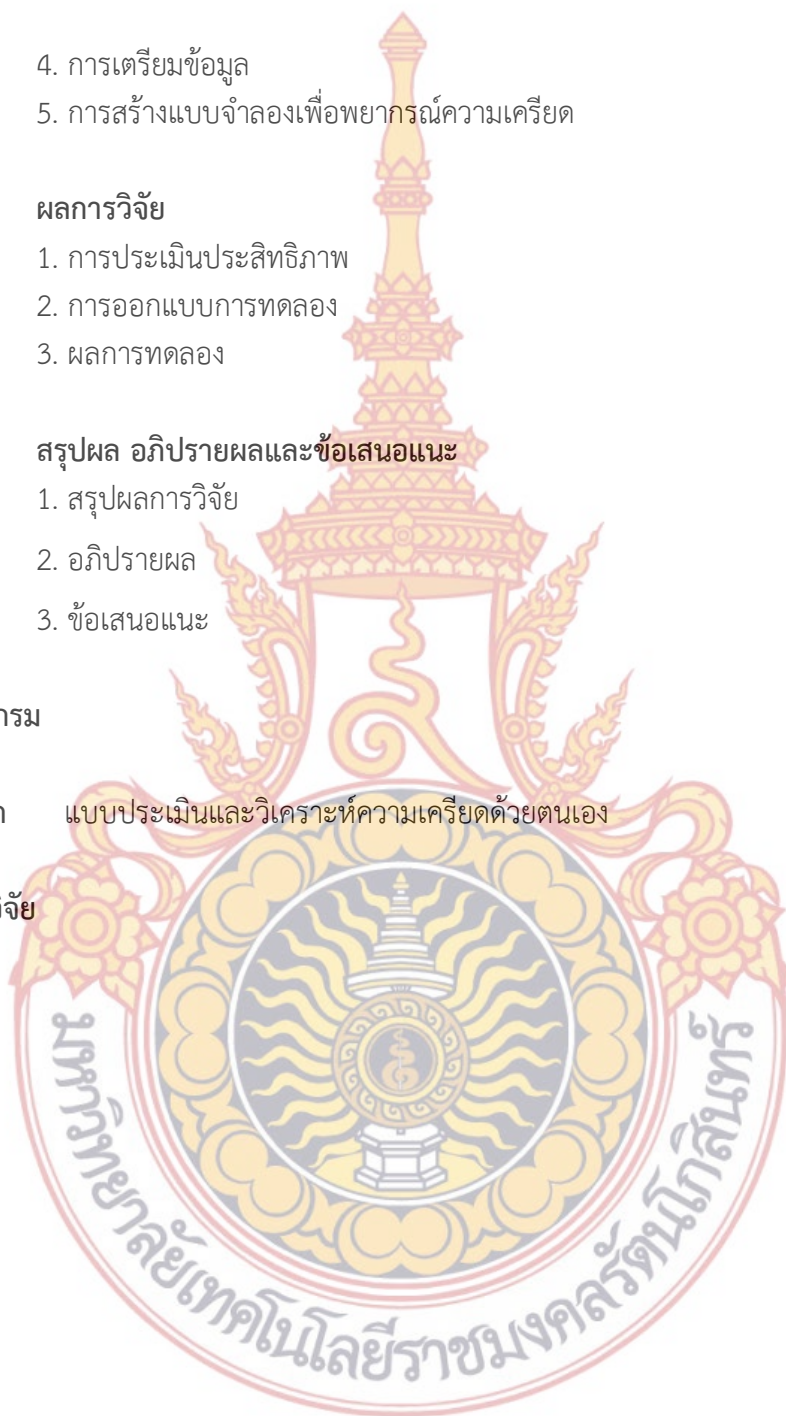 4. การเตรียมข้อมูล
5. การสร้างแบบจำลองเพื่อพยากรณ์ความเครียด
ผลการวิจัย
1. การประเมินประสิทธิภาพ
2. การออกแบบการทดลอง
3. ผลการทดลอง
สรุปผล อภิปรายผลและข้อเสนอแนะ
1. สรุปผลการวิจัย
2. อภิปรายผล
3. ข้อเสนอแนะ
แบบประเมินและวิเคราะห์ความเครียดด้วยตนเอง
มหาวิทยาลัยเทคโนโลยีราชมงคลรัตนโกสินทร์